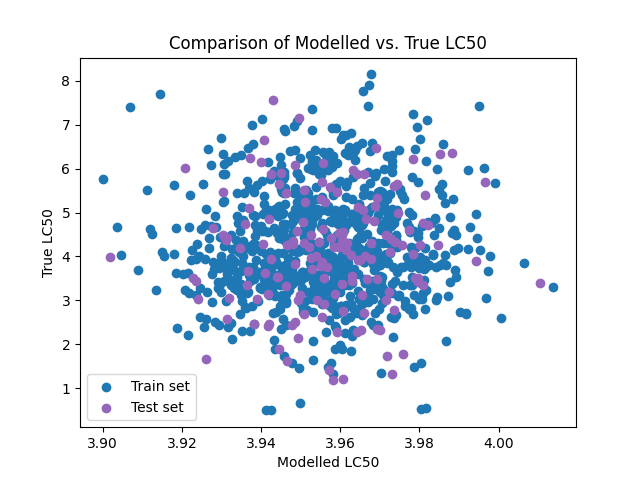 Comparison of Modelled vs. True LC50
True LC50
8
7
6
5
4
3
2
1
Train set
Test set
3.90 3.92 3.94 3.96 3.98 4.00
Modelled LC50